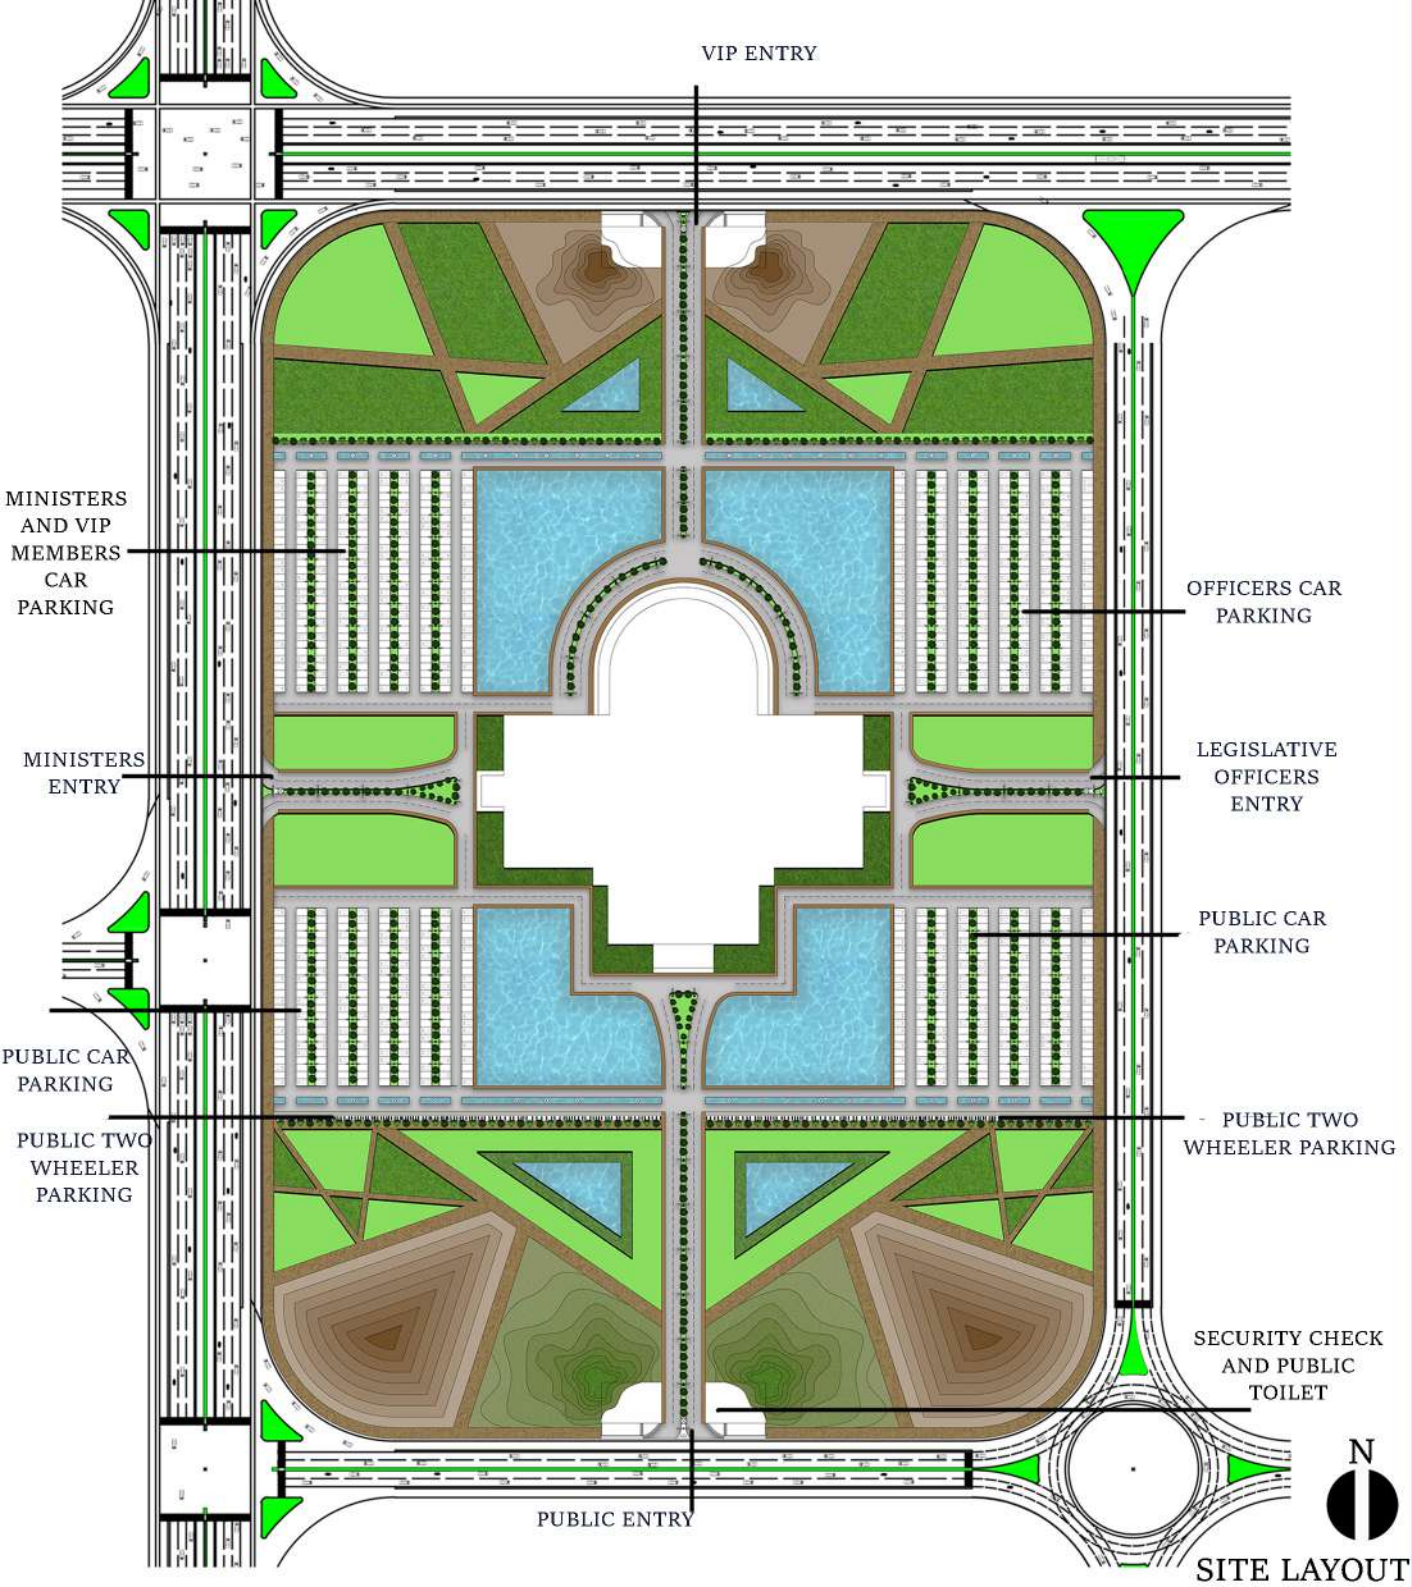 VIP ENTRY
MINISTERS
AND VIP
MEMBERS
CAR
PARKING
OFFICERS CAR
PARKING
MINISTERS
ENTRY
LEGISLATIVE
OFFICERS
ENTRY
PUBLIC CAR
PARKING
PUBLIC CAR
PARKING
PUBLIC TWO
WHEELER
PARKING
- PUBLIC TWO
WHEELER PARKING
SECURITY CHECK
AND PUBLIC
TOILET
PUBLIC ENTRY
N
SITE LAYOUT